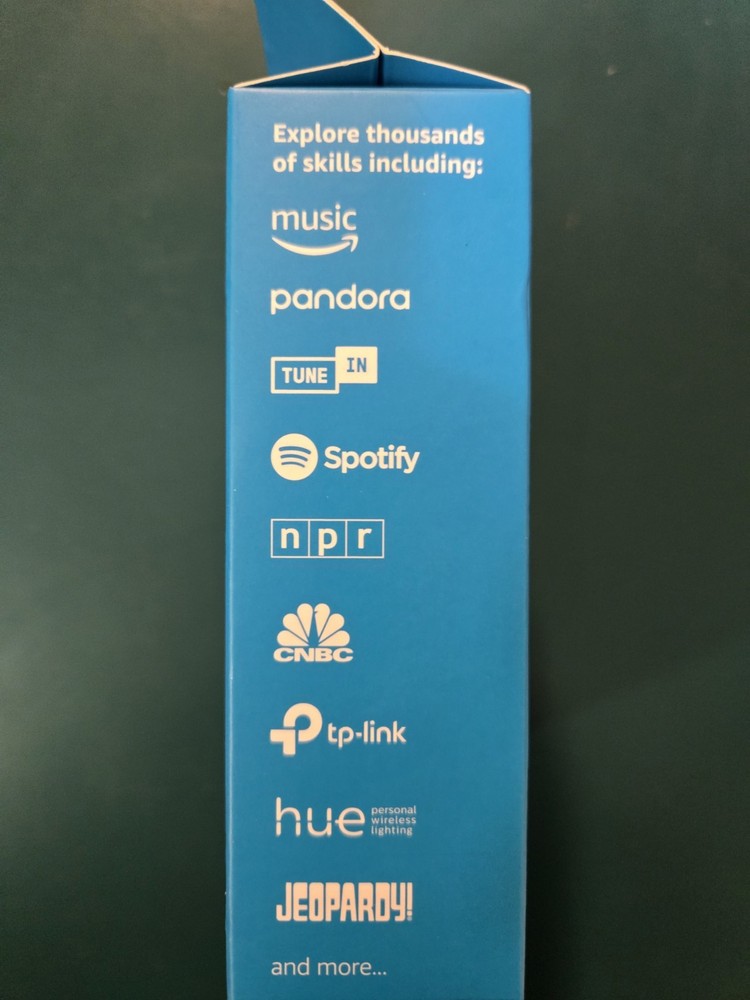 Explore thousands
of skills including:
music
pandora
TUNE IN
Spotify
npr
CNBC
tp-link
hue personal
wireless
lighting
JEOPARDY!
and more...